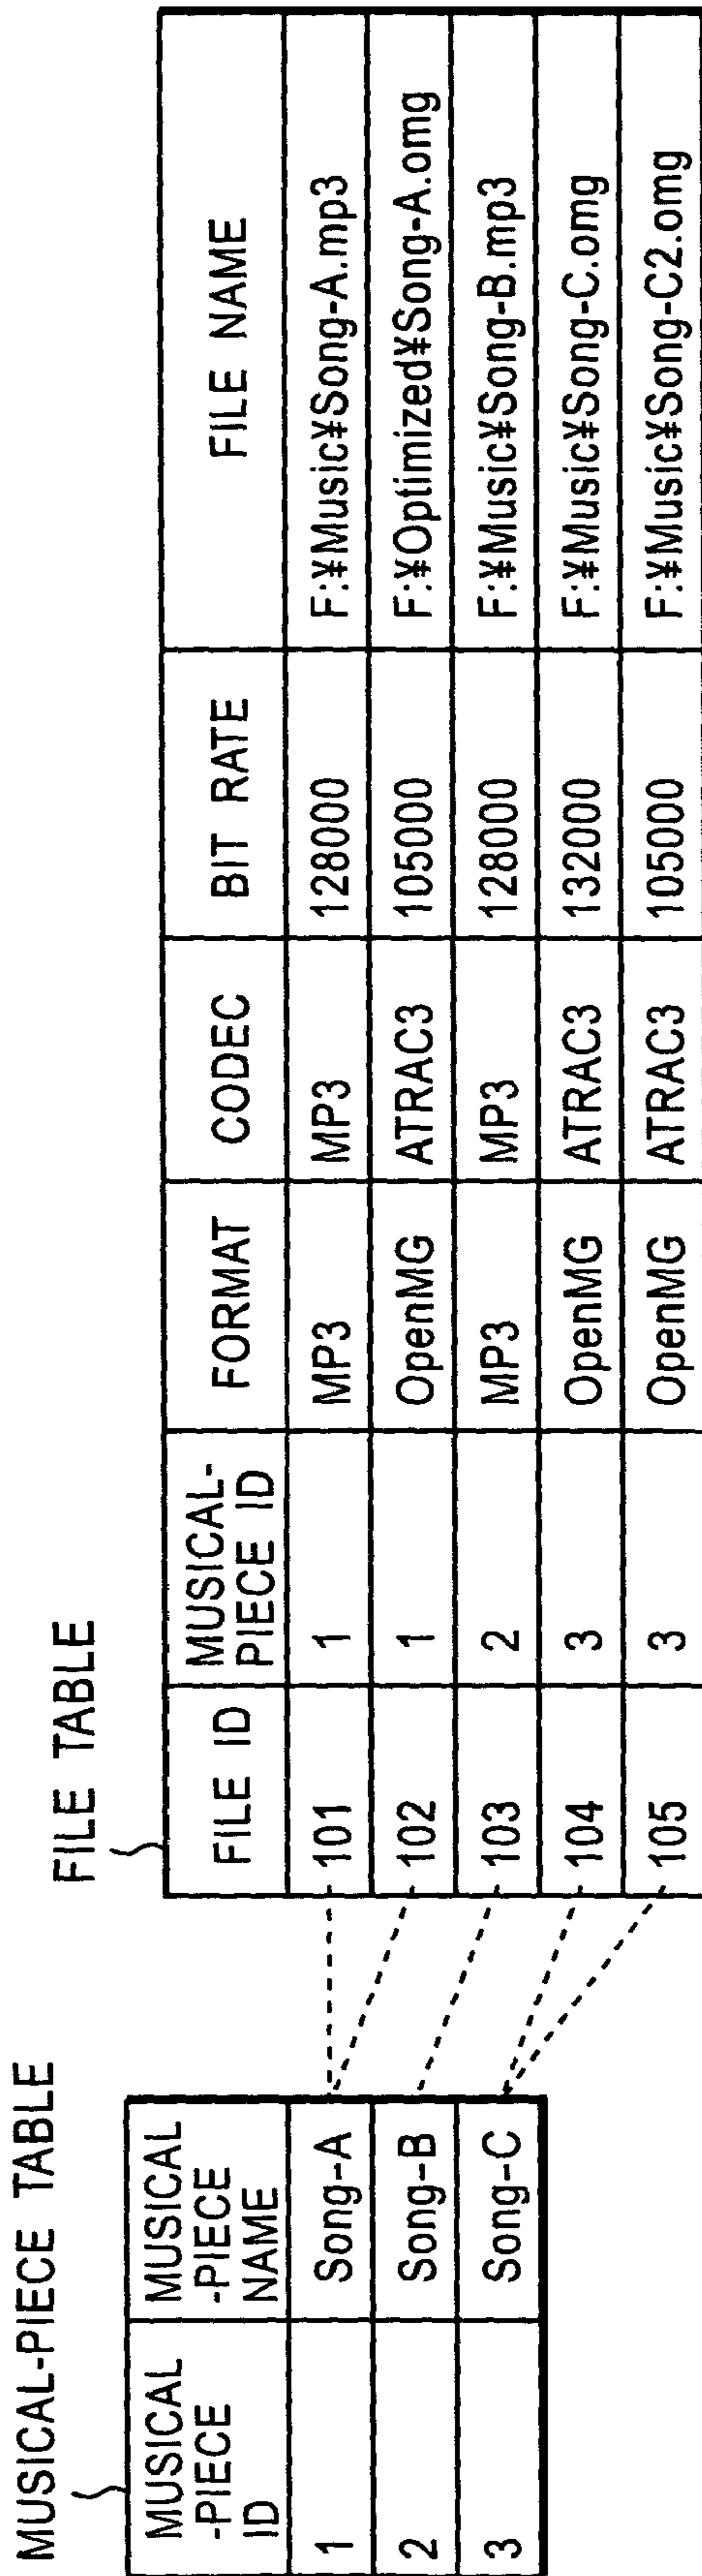 MUSICAL-PIECE TABLE
MUSICAL
-PIECE
ID
MUSICAL
-PIECE
NAME
1 Song-A
2 Song-B
3 Song-C
FILE TABLE
FILE ID
MUSICAL-
PIECE ID
FORMAT
CODEC
BIT RATE
FILE NAME
101 1 MP3 MP3 128000 F:¥Music¥Song-A.mp3
102 1 OpenMG ATRAC3 105000 F:¥Optimized¥Song-A.omg
103 2 MP3 MP3 128000 F:¥Music¥Song-B.mp3
104 3 OpenMG ATRAC3 132000 F:¥Music¥Song-C.omg
105 3 OpenMG ATRAC3 105000 F:¥Music¥Song-C2.omg